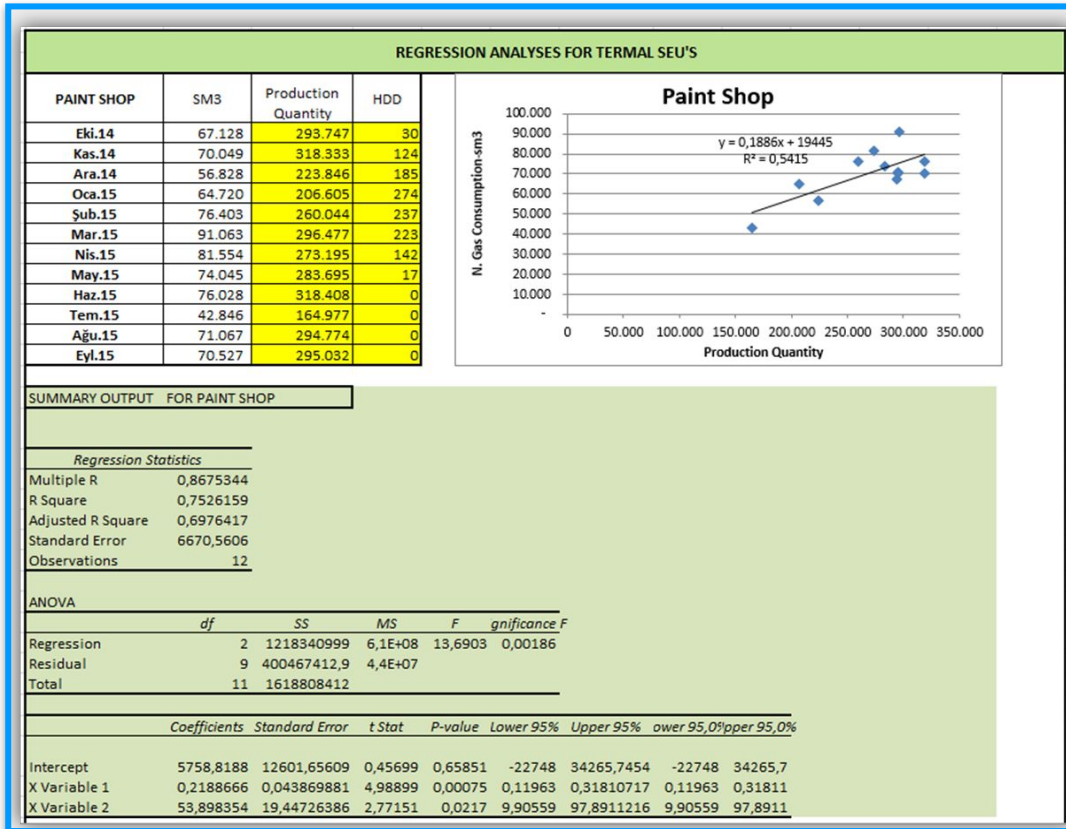 REGRESSION ANALYSES FOR TERMAL SEU'S
PAINT SHOP SM3 Production Quantity HDD
Eki.14 67.128 293.747 30
Kas.14 70.049 318.333 124
Ara.14 56.828 223.846 185
Oca.15 64.720 206.605 274
Şub.15 76.403 260.044 237
Mar.15 91.063 296.477 223
Nis.15 81.554 273.195 142
May.15 74.045 283.695 17
Haz.15 76.028 318.408 0
Tem.15 42.846 164.977 0
Ağu.15 71.067 294.774 0
Eyl.15 70.527 295.032 0
Paint Shop
N. Gas Consumption-sm3
100.000
90.000
80.000
70.000
60.000
50.000
40.000
30.000
20.000
10.000
-
y = 0,1886x + 19445
R² = 0,5415
0 50.000 100.000 150.000 200.000 250.000 300.000 350.000
Production Quantity
SUMMARY OUTPUT FOR PAINT SHOP
Regression Statistics
Multiple R 0,8675344
R Square 0,7526159
Adjusted R Square 0,6976417
Standard Error 6670,5606
Observations 12
ANOVA
df SS MS F gnificance F
Regression 2 1218340999 6,1E+08 13,6903 0,00186
Residual 9 400467412,9 4,4E+07
Total 11 1618808412
Coefficients Standard Error t Stat P-value Lower 95% Upper 95% ower 95,0% pper 95,0%
Intercept 5758,8188 12601,65609 0,45699 0,65851 -22748 34265,7454 -22748 34265,7
X Variable 1 0,2188666 0,043869881 4,98899 0,00075 0,11963 0,31810717 0,11963 0,31811
X Variable 2 53,898354 19,44726386 2,77151 0,0217 9,90559 97,8911216 9,90559 97,8911